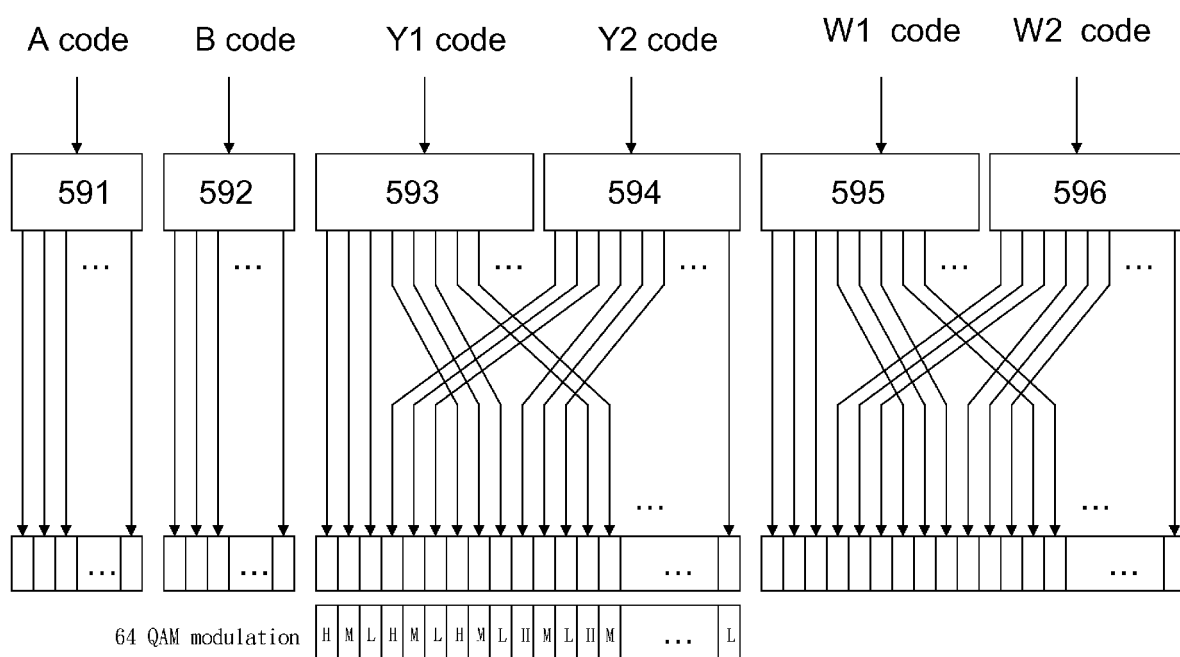 A code B code Y1 code Y2 code W1 code W2 code
591 592 593 594 595 596
... ... ... ... ... ...
... ...
... ... ... ...
64 QAM modulation H M L H M L H M L H M L H M ... L